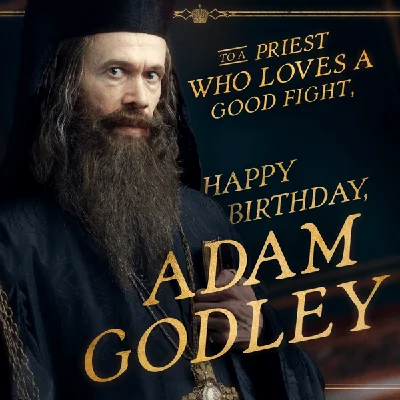 TO A PRIEST
WHO LOVES A
GOOD FIGHT,
HAPPY
BIRTHDAY,
ADAM
GODLEY